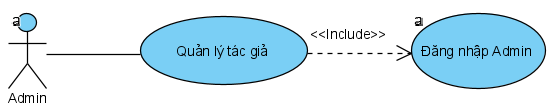 a
a
<<Include>>
Quản lý tác giả
Đăng nhập Admin
Admin